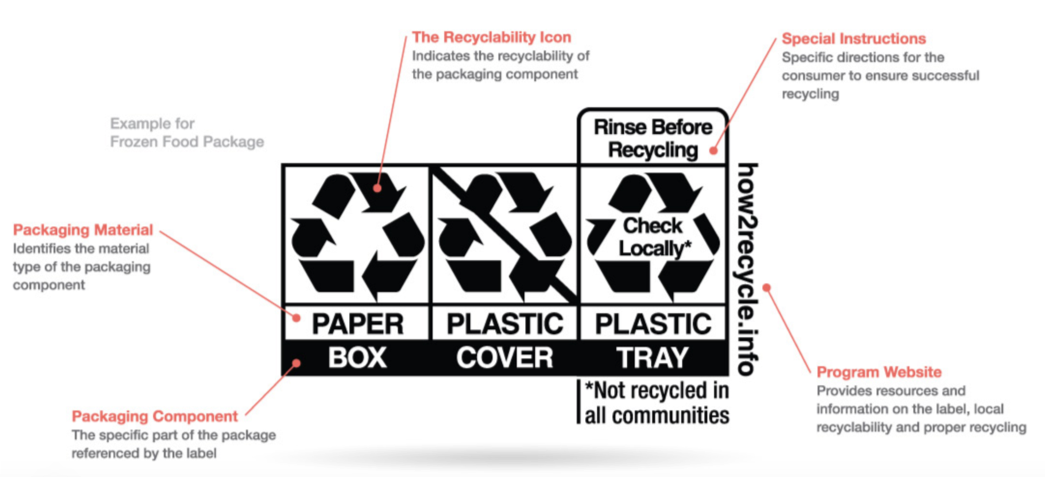 The Recyclability Icon
Indicates the recyclability of
the packaging component
Special Instructions
Specific directions for the
consumer to ensure successful
recycling
Example for
Frozen Food Package
Rinse Before
Recycling
Check
Locally*
how2recycle.info
Packaging Material
Identifies the material
type of the packaging
component
PAPER
PLASTIC
PLASTIC
BOX
COVER
TRAY
*Not recycled in
all communities
Packaging Component
The specific part of the package
referenced by the label
Program Website
Provides resources and
information on the label, local
recyclability and proper recycling